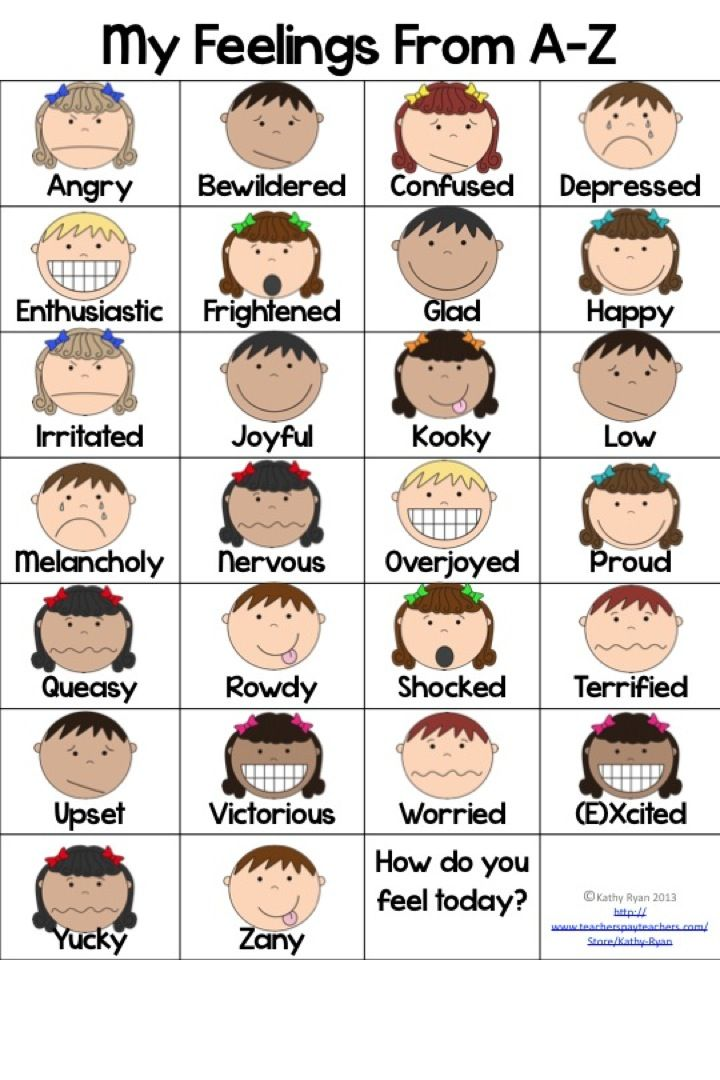 My Feelings From A-Z
Angry
Bewildered
Confused
Depressed
Enthusiastic
Frightened
Glad
Happy
Irritated
Joyful
Kooky
Low
Melancholy
Nervous
Overjoyed
Proud
Queasy
Rowdy
Shocked
Terrified
Upset
Victorious
Worried
(E)Xcited
Yucky
Zany
How do you
feel today?
©Kathy Ryan 2013
http://
www.teacherspayteachers.com/
Store/Kathy-Ryan